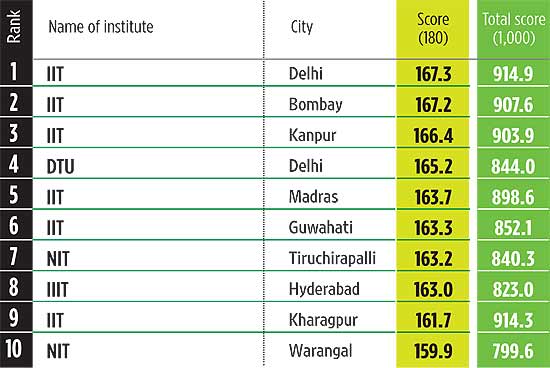 Rank Name of institute City Score (180) Total score (1,000)
1 IIT Delhi 167.3 914.9
2 IIT Bombay 167.2 907.6
3 IIT Kanpur 166.4 903.9
4 DTU Delhi 165.2 844.0
5 IIT Madras 163.7 898.6
6 IIT Guwahati 163.3 852.1
7 NIT Tiruchirapalli 163.2 840.3
8 IIIT Hyderabad 163.0 823.0
9 IIT Kharagpur 161.7 914.3
10 NIT Warangal 159.9 799.6